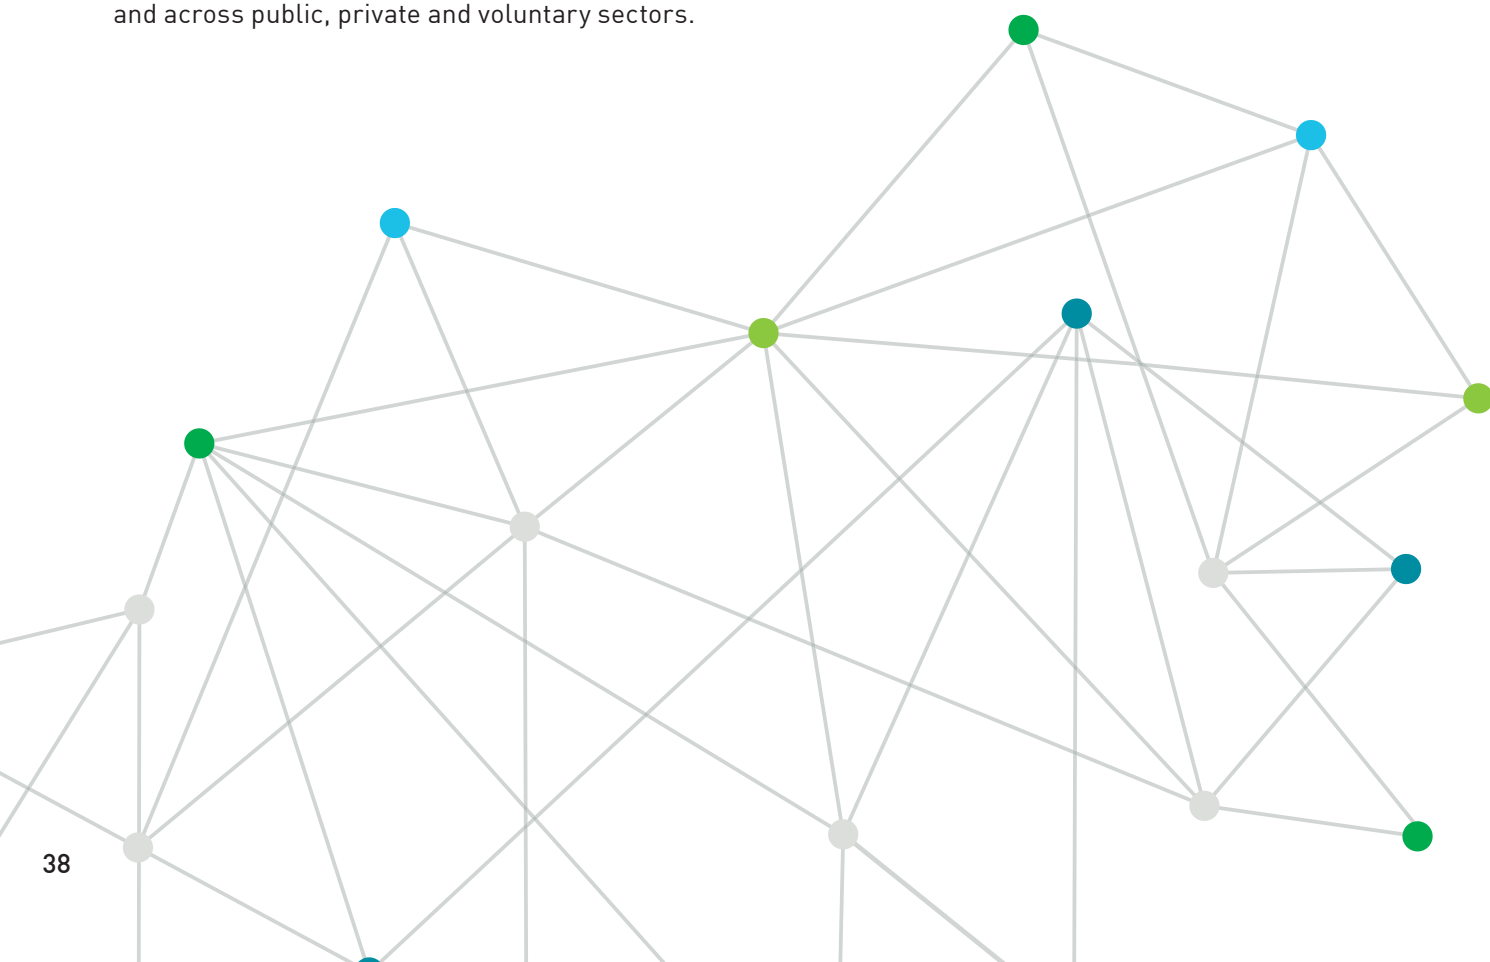 and across public, private and voluntary sectors.
38